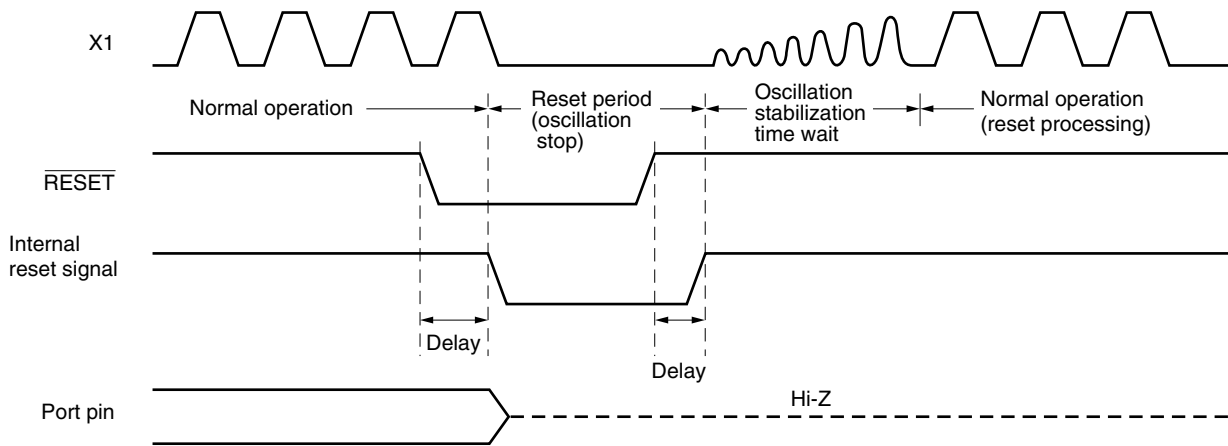 X1
Normal operation
Reset period
(oscillation
stop)
Oscillation
stabilization
time wait
Normal operation
(reset processing)
RESET
Internal
reset signal
Delay
Delay
Port pin
Hi-Z